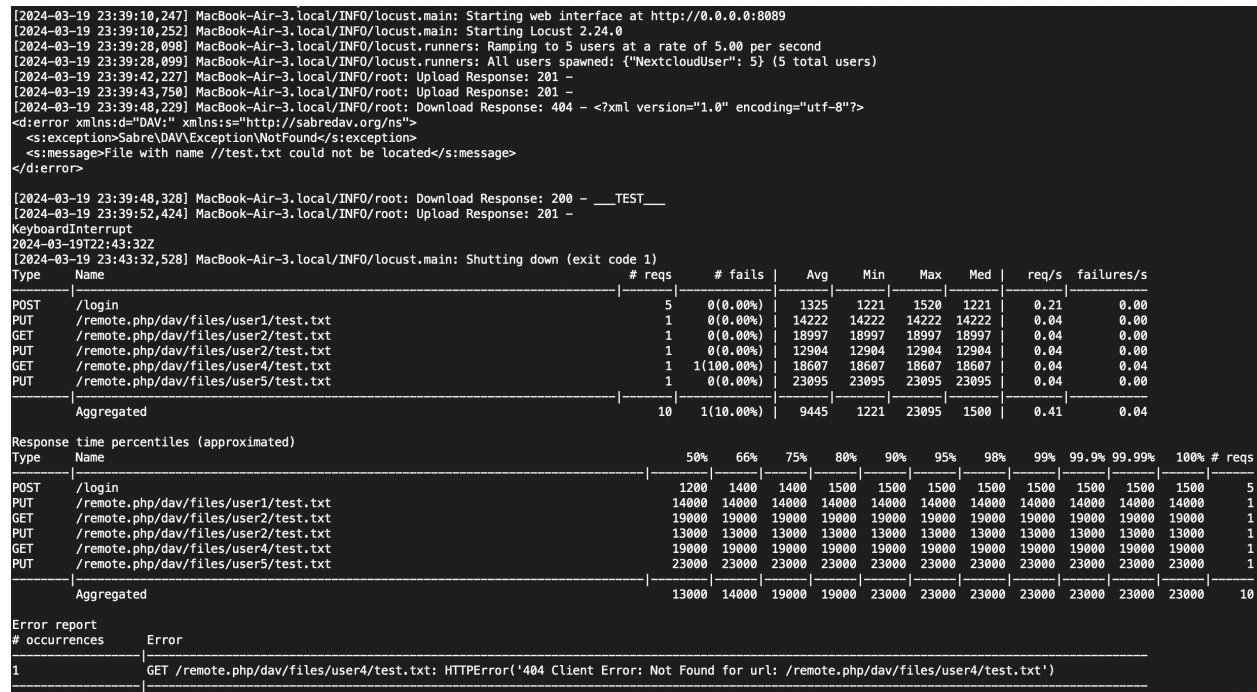 [2024-03-19 23:39:10,247] MacBook-Air-3.local/INFO/locust.main: Starting web interface at http://0.0.0.0:8089
[2024-03-19 23:39:10,252] MacBook-Air-3.local/INFO/locust.main: Starting Locust 2.24.0
[2024-03-19 23:39:28,098] MacBook-Air-3.local/INFO/locust.runners: Ramping to 5 users at a rate of 5.00 per second
[2024-03-19 23:39:28,099] MacBook-Air-3.local/INFO/locust.runners: All users spawned: {"NextcloudUser": 5} (5 total users)
[2024-03-19 23:39:42,227] MacBook-Air-3.local/INFO/root: Upload Response: 201 -
[2024-03-19 23:39:43,750] MacBook-Air-3.local/INFO/root: Upload Response: 201 -
[2024-03-19 23:39:48,229] MacBook-Air-3.local/INFO/root: Download Response: 404 - <?xml version="1.0" encoding="utf-8"?>
<d:error xmlns:d="DAV:" xmlns:s="http://sabredav.org/ns">
  <s:exception>Sabre\DAV\Exception\NotFound</s:exception>
  <s:message>File with name //test.txt could not be located</s:message>
</d:error>
[2024-03-19 23:39:48,328] MacBook-Air-3.local/INFO/root: Download Response: 200 - ___TEST___
[2024-03-19 23:39:52,424] MacBook-Air-3.local/INFO/root: Upload Response: 201 -
KeyboardInterrupt
2024-03-19T22:43:32Z
[2024-03-19 23:43:32,528] MacBook-Air-3.local/INFO/locust.main: Shutting down (exit code 1)
Type Name # reqs # fails | Avg Min Max Med | req/s failures/s
POST /login 5 0(0.00%) | 1325 1221 1520 1221 | 0.21 0.00
PUT /remote.php/dav/files/user1/test.txt 1 0(0.00%) | 14222 14222 14222 14222 | 0.04 0.00
GET /remote.php/dav/files/user2/test.txt 1 0(0.00%) | 18997 18997 18997 18997 | 0.04 0.00
PUT /remote.php/dav/files/user2/test.txt 1 0(0.00%) | 12904 12904 12904 12904 | 0.04 0.00
GET /remote.php/dav/files/user4/test.txt 1 1(100.00%) | 18607 18607 18607 18607 | 0.04 0.04
PUT /remote.php/dav/files/user5/test.txt 1 0(0.00%) | 23095 23095 23095 23095 | 0.04 0.00
Aggregated 10 1(10.00%) | 9445 1221 23095 1500 | 0.41 0.04
Response time percentiles (approximated)
Type Name 50% 66% 75% 80% 90% 95% 98% 99% 99.9% 99.99% 100% # reqs
POST /login 1200 1400 1400 1500 1500 1500 1500 1500 1500 1500 1500 5
PUT /remote.php/dav/files/user1/test.txt 14000 14000 14000 14000 14000 14000 14000 14000 14000 14000 14000 1
GET /remote.php/dav/files/user2/test.txt 19000 19000 19000 19000 19000 19000 19000 19000 19000 19000 19000 1
PUT /remote.php/dav/files/user2/test.txt 13000 13000 13000 13000 13000 13000 13000 13000 13000 13000 13000 1
GET /remote.php/dav/files/user4/test.txt 19000 19000 19000 19000 19000 19000 19000 19000 19000 19000 19000 1
PUT /remote.php/dav/files/user5/test.txt 23000 23000 23000 23000 23000 23000 23000 23000 23000 23000 23000 1
Aggregated 13000 14000 19000 19000 23000 23000 23000 23000 23000 23000 23000 10
Error report
# occurrences Error
1 GET /remote.php/dav/files/user4/test.txt: HTTPError('404 Client Error: Not Found for url: /remote.php/dav/files/user4/test.txt')